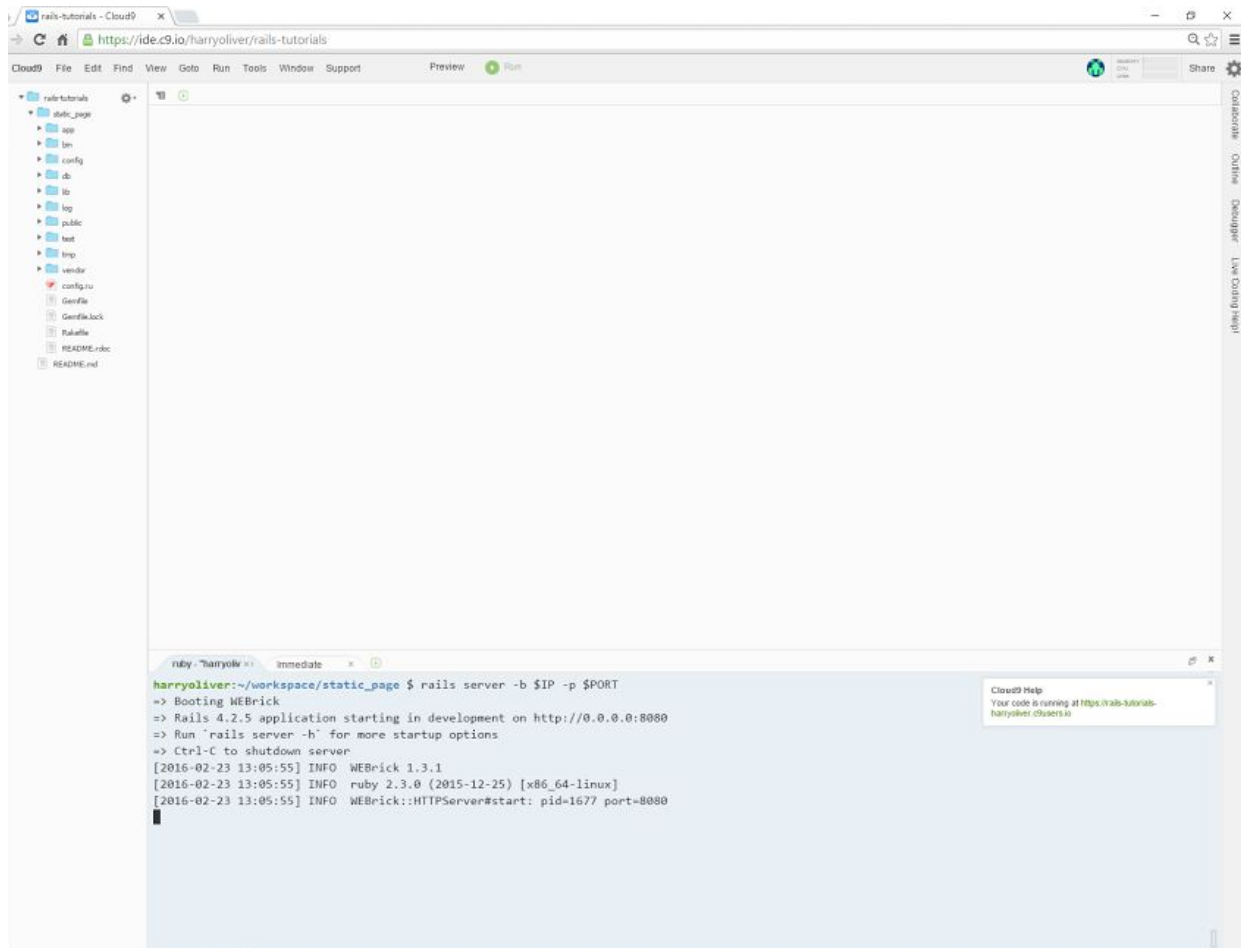 rails-tutorials - Cloud9
https://ide.c9.io/harryoliver/rails-tutorials
Cloud9 File Edit Find View Goto Run Tools Window Support Preview Run
MEMORY
CPU
DISK
Share
rails-tutorials
static_page
app
bin
config
db
lib
log
public
test
tmp
vendor
config.ru
Gemfile
Gemfile.lock
Rakefile
README.rdoc
README.md
Collaborate
Outline
Debugger
Live Coding Help!
ruby - "harryoliv
Immediate
harryoliver:~/workspace/static_page $ rails server -b $IP -p $PORT
=> Booting WEBrick
=> Rails 4.2.5 application starting in development on http://0.0.0.0:8080
=> Run `rails server -h` for more startup options
=> Ctrl-C to shutdown server
[2016-02-23 13:05:55] INFO  WEBrick 1.3.1
[2016-02-23 13:05:55] INFO  ruby 2.3.0 (2015-12-25) [x86_64-linux]
[2016-02-23 13:05:55] INFO  WEBrick::HTTPServer#start: pid=1677 port=8080
Cloud9 Help
Your code is running at https://rails-tutorials-
harryoliver.c9users.io